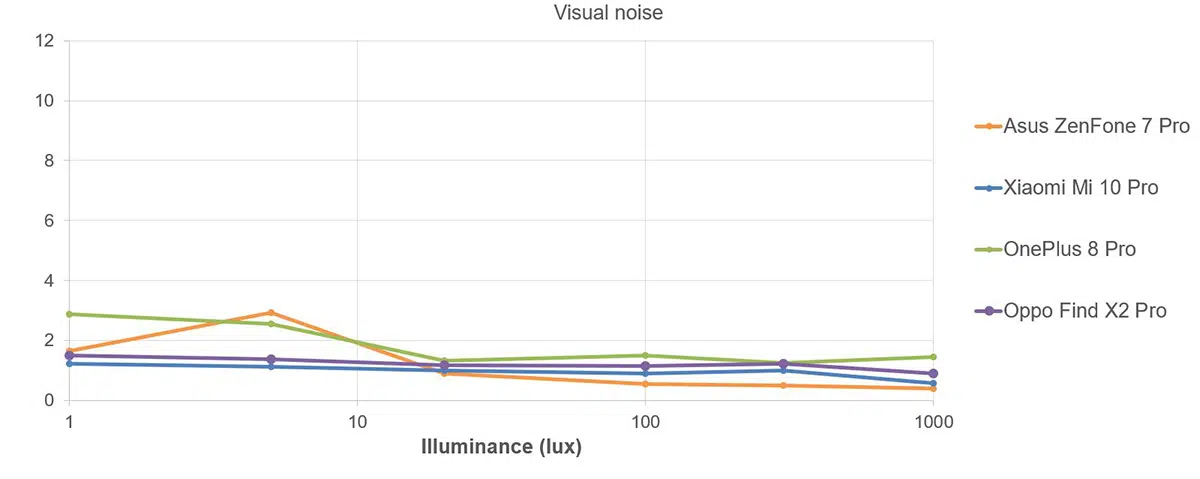 Visual noise
12
10
8
6
4
2
0
1 10 100 1000
Illuminance (lux)
Asus ZenFone 7 Pro
Xiaomi Mi 10 Pro
OnePlus 8 Pro
Oppo Find X2 Pro